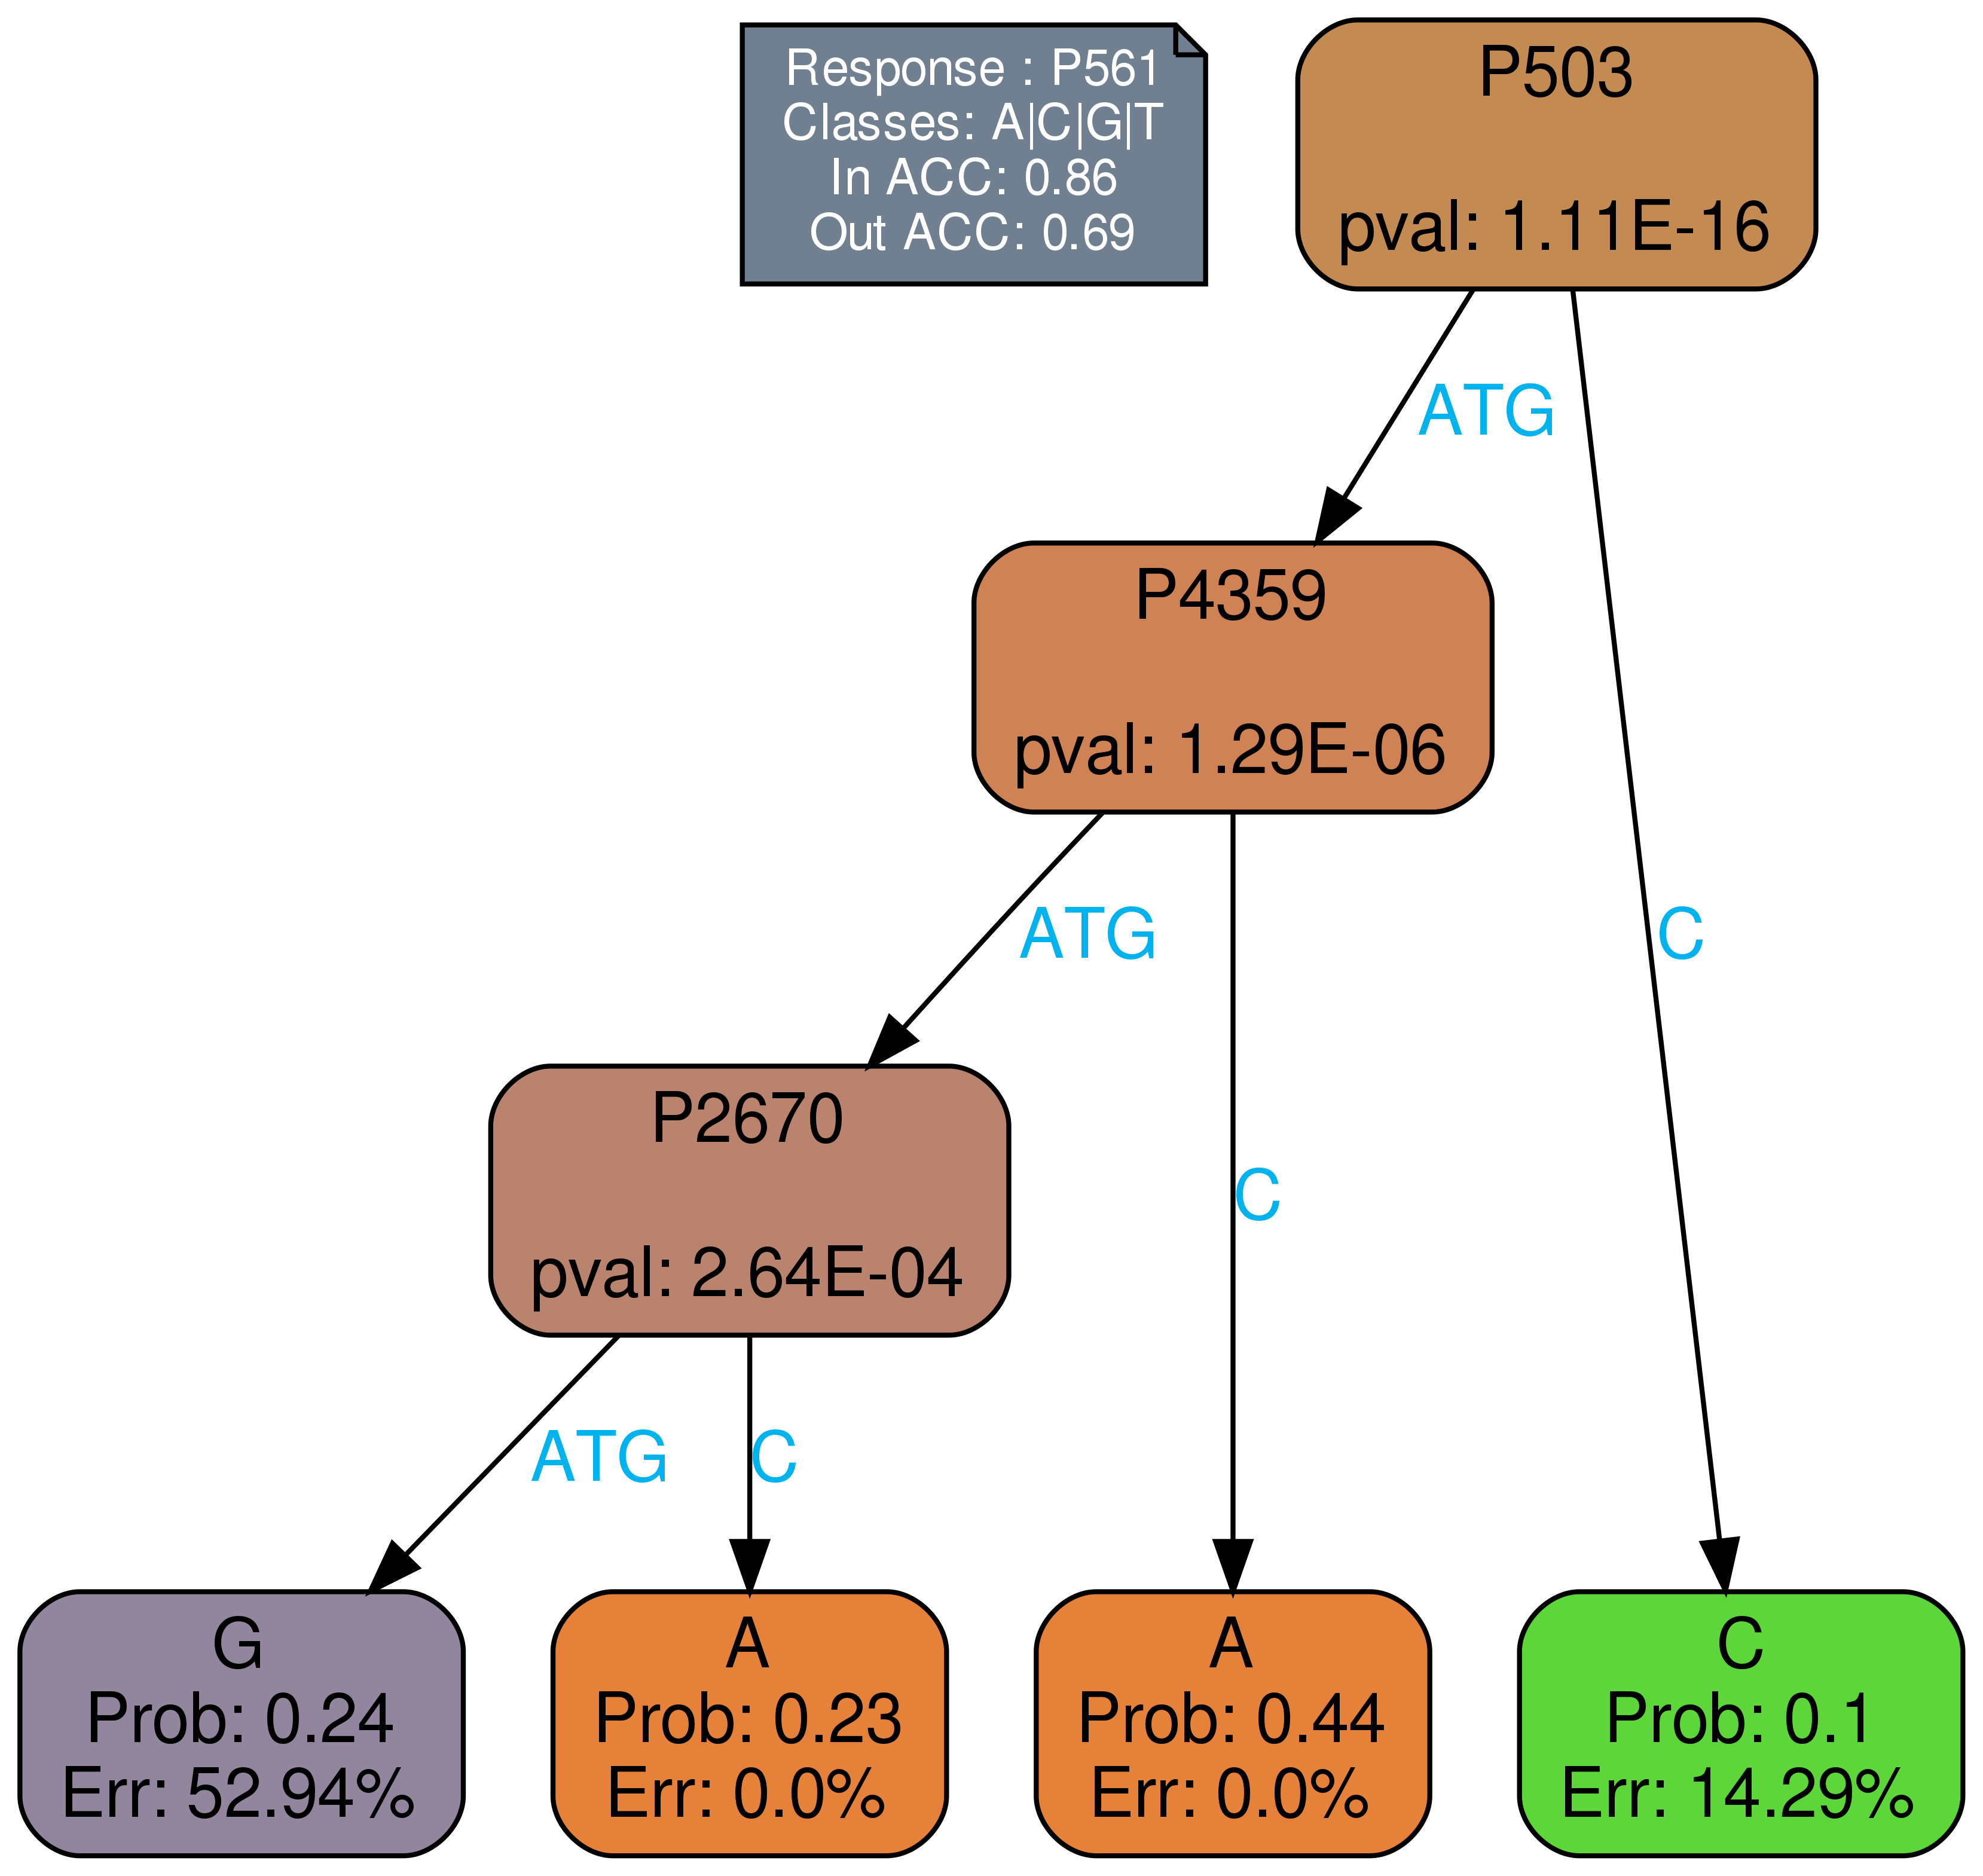 Response : P561
Classes: A|C|G|T
In ACC: 0.86
Out ACC: 0.69
P503
pval: 1.11E-16
ATG
P4359
pval: 1.29E-06
ATG
C
P2670
pval: 2.64E-04
C
ATG
C
G
Prob: 0.24
Err: 52.94%
A
Prob: 0.23
Err: 0.0%
A
Prob: 0.44
Err: 0.0%
C
Prob: 0.1
Err: 14.29%